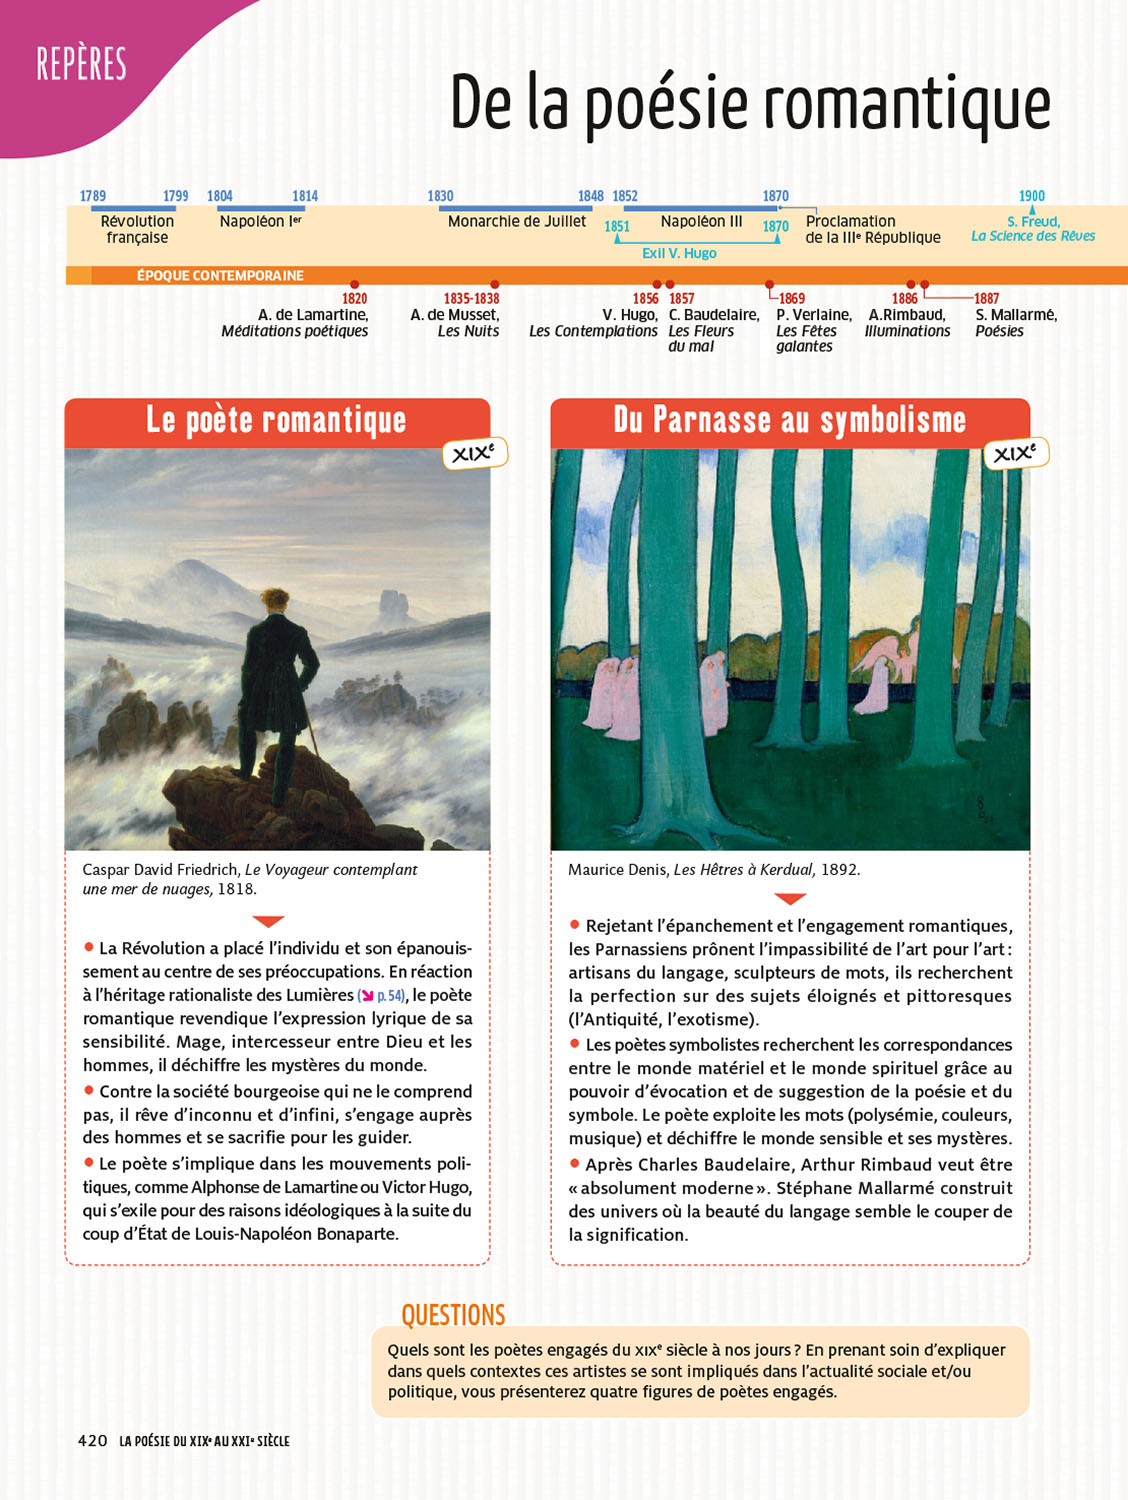 REPÈRES
De la poésie romantique
1789 1799 1804 1814 1830 1848 1852 1870 1900
Révolution française
Napoléon Iᵉʳ
Monarchie de Juillet
Napoléon III
1851 1870
Exil V. Hugo
Proclamation
de la IIIᵉ République
S. Freud,
La Science des Rêves
ÉPOQUE CONTEMPORAINE
1820
A. de Lamartine,
Méditations poétiques
1835-1838
A. de Musset,
Les Nuits
1856
V. Hugo,
Les Contemplations
1857
C. Baudelaire,
Les Fleurs
du mal
1869
P. Verlaine,
Les Fêtes
galantes
1886
A.Rimbaud,
Illuminations
1887
S. Mallarmé,
Poésies
Le poète romantique
XIXᵉ
Caspar David Friedrich, Le Voyageur contemplant
une mer de nuages, 1818.
• La Révolution a placé l'individu et son épanouis-
sement au centre de ses préoccupations. En réaction
à l'héritage rationaliste des Lumières (↘ p. 54), le poète
romantique revendique l'expression lyrique de sa
sensibilité. Mage, intercesseur entre Dieu et les
hommes, il déchiffre les mystères du monde.
• Contre la société bourgeoise qui ne le comprend
pas, il rêve d'inconnu et d'infini, s'engage auprès
des hommes et se sacrifie pour les guider.
• Le poète s'implique dans les mouvements poli-
tiques, comme Alphonse de Lamartine ou Victor Hugo,
qui s'exile pour des raisons idéologiques à la suite du
coup d'État de Louis-Napoléon Bonaparte.
Du Parnasse au symbolisme
XIXᵉ
Maurice Denis, Les Hêtres à Kerdual, 1892.
• Rejetant l'épanchement et l'engagement romantiques,
les Parnassiens prônent l'impassibilité de l'art pour l'art :
artisans du langage, sculpteurs de mots, ils recherchent
la perfection sur des sujets éloignés et pittoresques
(l'Antiquité, l'exotisme).
• Les poètes symbolistes recherchent les correspondances
entre le monde matériel et le monde spirituel grâce au
pouvoir d'évocation et de suggestion de la poésie et du
symbole. Le poète exploite les mots (polysémie, couleurs,
musique) et déchiffre le monde sensible et ses mystères.
• Après Charles Baudelaire, Arthur Rimbaud veut être
« absolument moderne ». Stéphane Mallarmé construit
des univers où la beauté du langage semble le couper de
la signification.
QUESTIONS
Quels sont les poètes engagés du XIXᵉ siècle à nos jours ? En prenant soin d'expliquer
dans quels contextes ces artistes se sont impliqués dans l'actualité sociale et/ou
politique, vous présenterez quatre figures de poètes engagés.
420 LA POÉSIE DU XIXᵉ AU XXIᵉ SIÈCLE